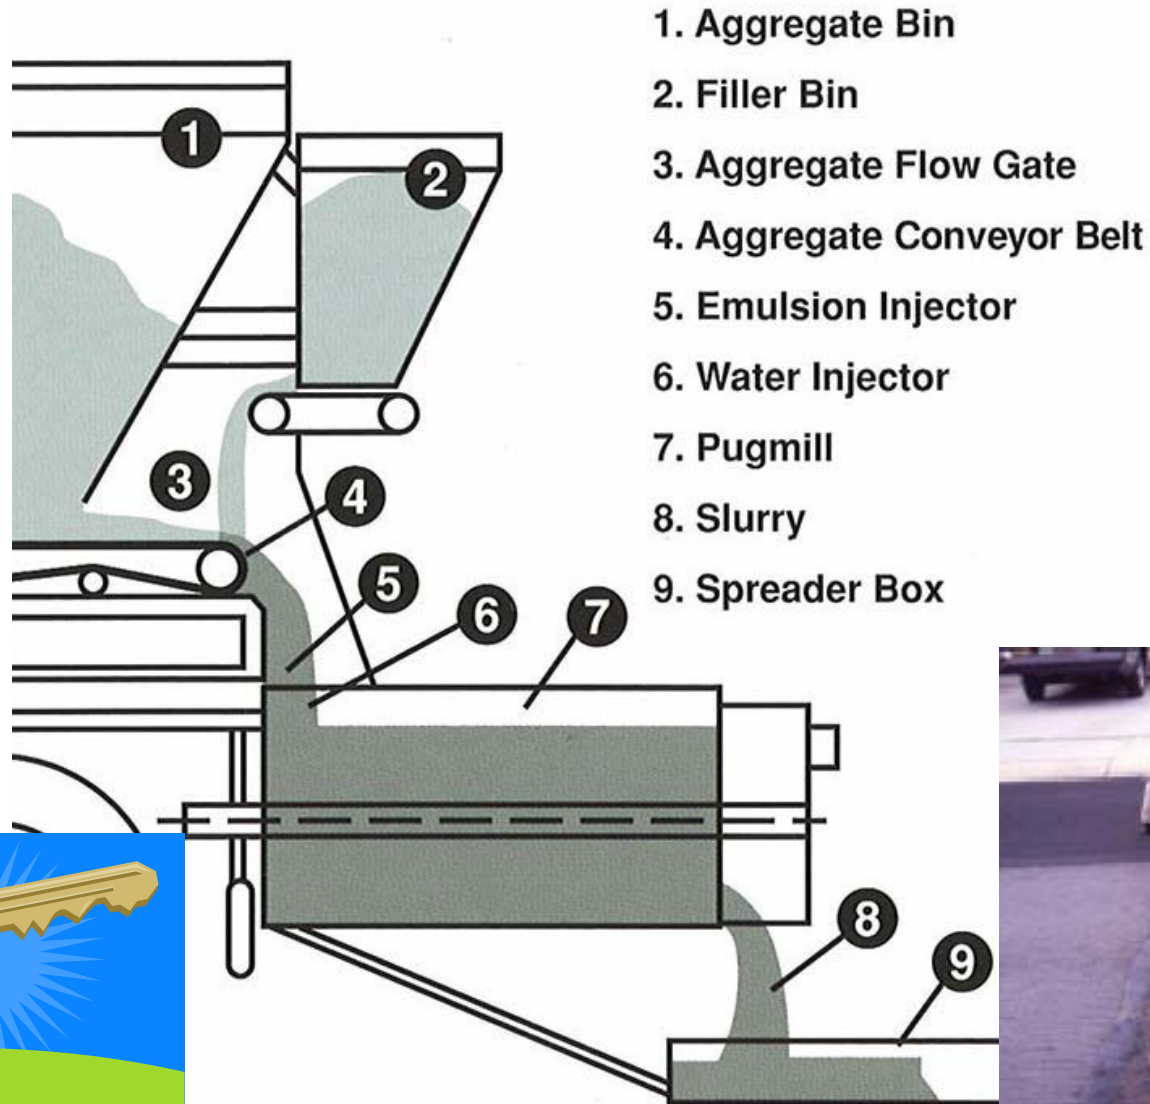 1. Aggregate Bin
2. Filler Bin
3. Aggregate Flow Gate
4. Aggregate Conveyor Belt
5. Emulsion Injector
6. Water Injector
7. Pugmill
8. Slurry
9. Spreader Box
1
2
3
4
5
6
7
8
9